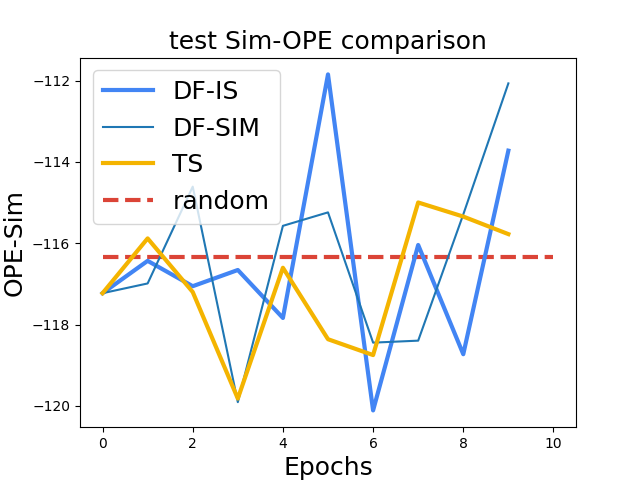 test Sim-OPE comparison
DF-IS
DF-SIM
TS
random
OPE-Sim
−112
−114
−116
−118
−120
0 2 4 6 8 10
Epochs